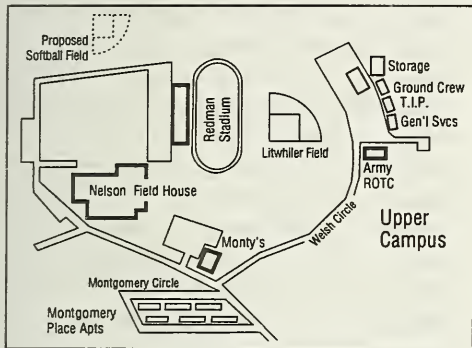 Proposed
Softball Field
Storage
Ground Crew
T.I.P.
Gen'l Svcs
Redman
Stadium
Litwhiler Field
Army
ROTC
Nelson Field House
Welsh Circle
Upper
Campus
Monty's
Montgomery Circle
Montgomery
Place Apts